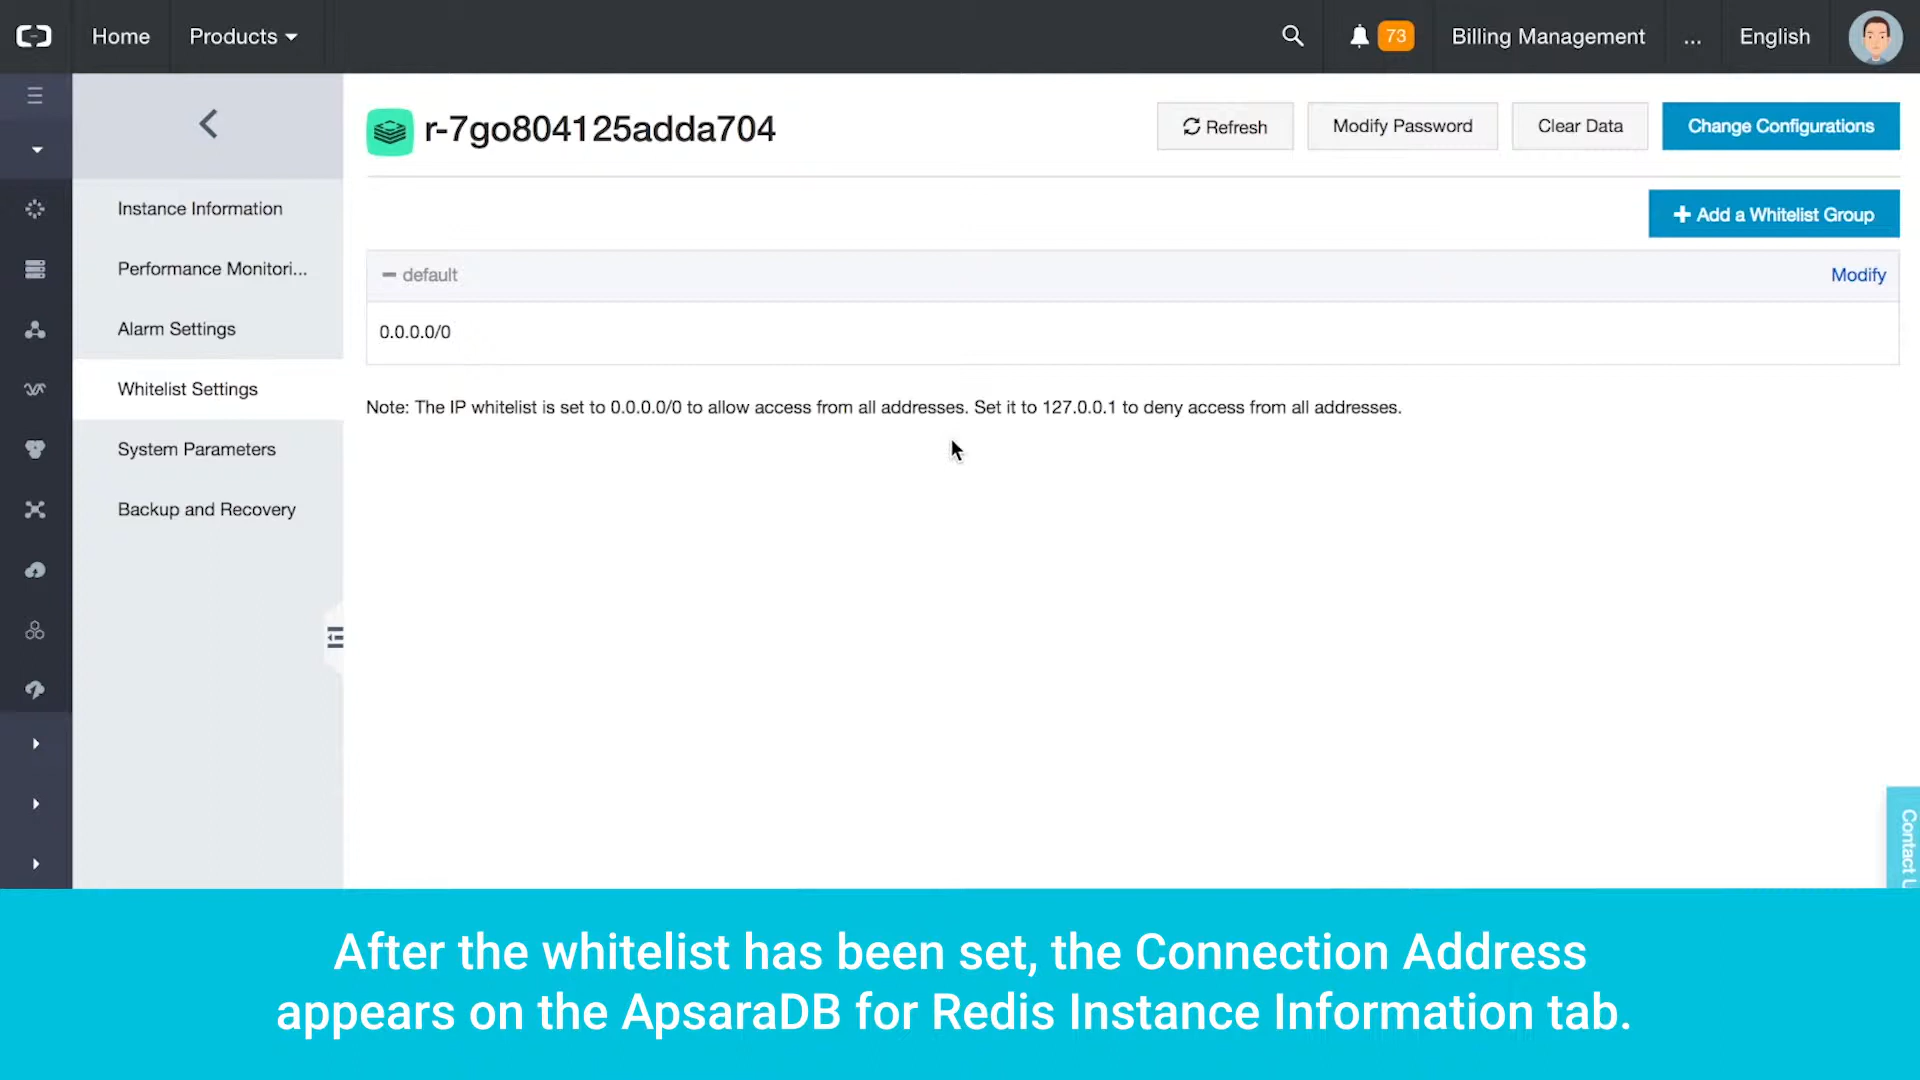 Home
Products
73
Billing Management
...
English
r-7go804125adda704
Refresh
Modify Password
Clear Data
Change Configurations
Instance Information
Performance Monitori...
Alarm Settings
Whitelist Settings
System Parameters
Backup and Recovery
+ Add a Whitelist Group
default
Modify
0.0.0.0/0
Note: The IP whitelist is set to 0.0.0.0/0 to allow access from all addresses. Set it to 127.0.0.1 to deny access from all addresses.
Contact
After the whitelist has been set, the Connection Address
appears on the ApsaraDB for Redis Instance Information tab.